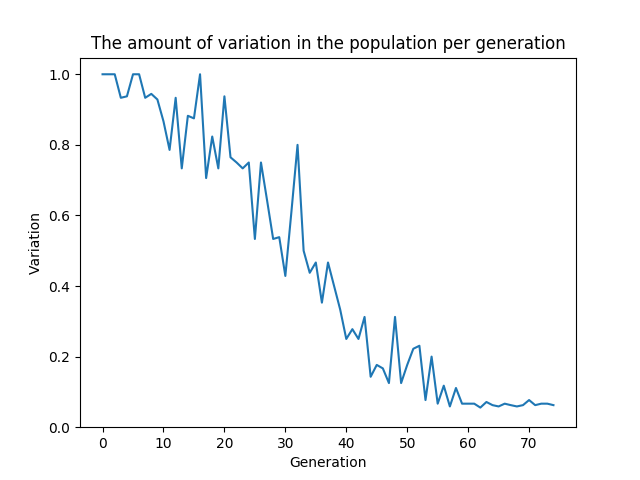 The amount of variation in the population per generation
1.0
0.8
0.6
0.4
0.2
0.0
Variation
0 10 20 30 40 50 60 70
Generation